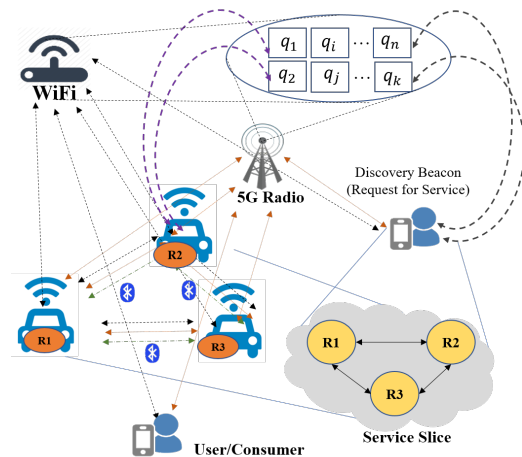 q1 qi ... qn
q2 qj ... qk
WiFi
5G Radio
Discovery Beacon
(Request for Service)
R2
R1
R3
R1
R2
R3
User/Consumer
Service Slice